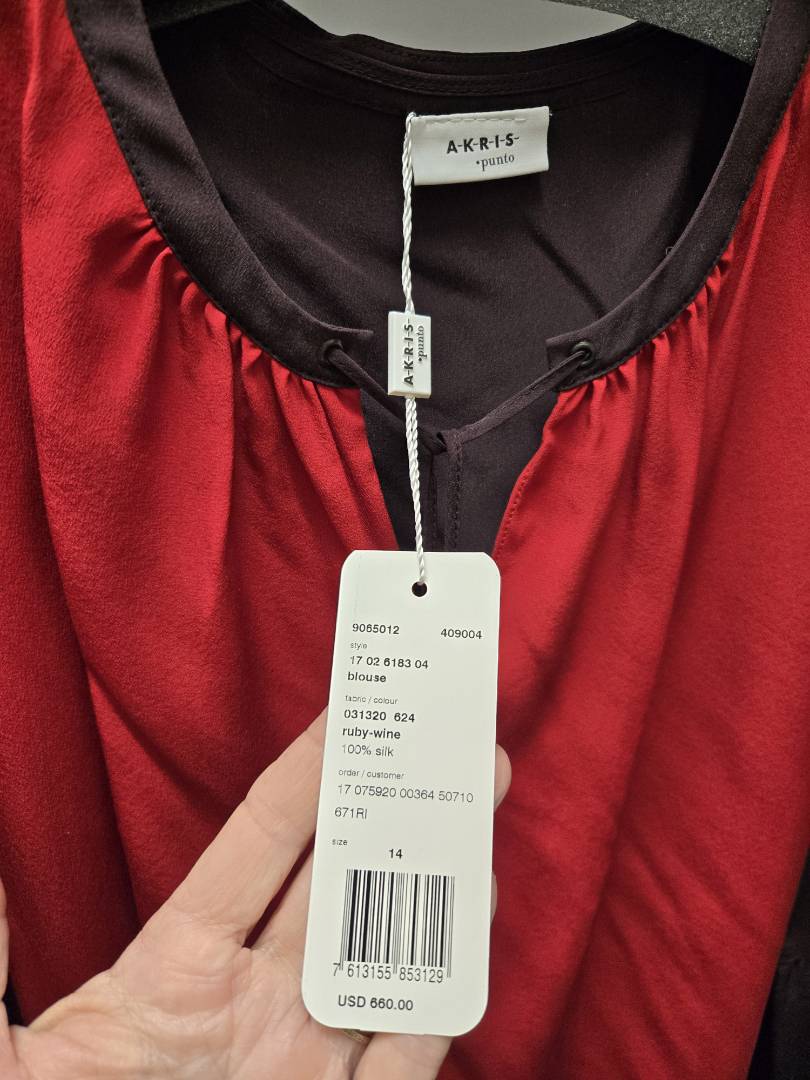 A-K-R-I-S-
•punto
A-K-R-I-S-
•punto
9065012 409004
style
17 02 6183 04
blouse
fabric / colour
031320 624
ruby-wine
100% silk
order / customer
17 075920 00364 50710
671RI
size
14
7 613155 853129
USD 660.00